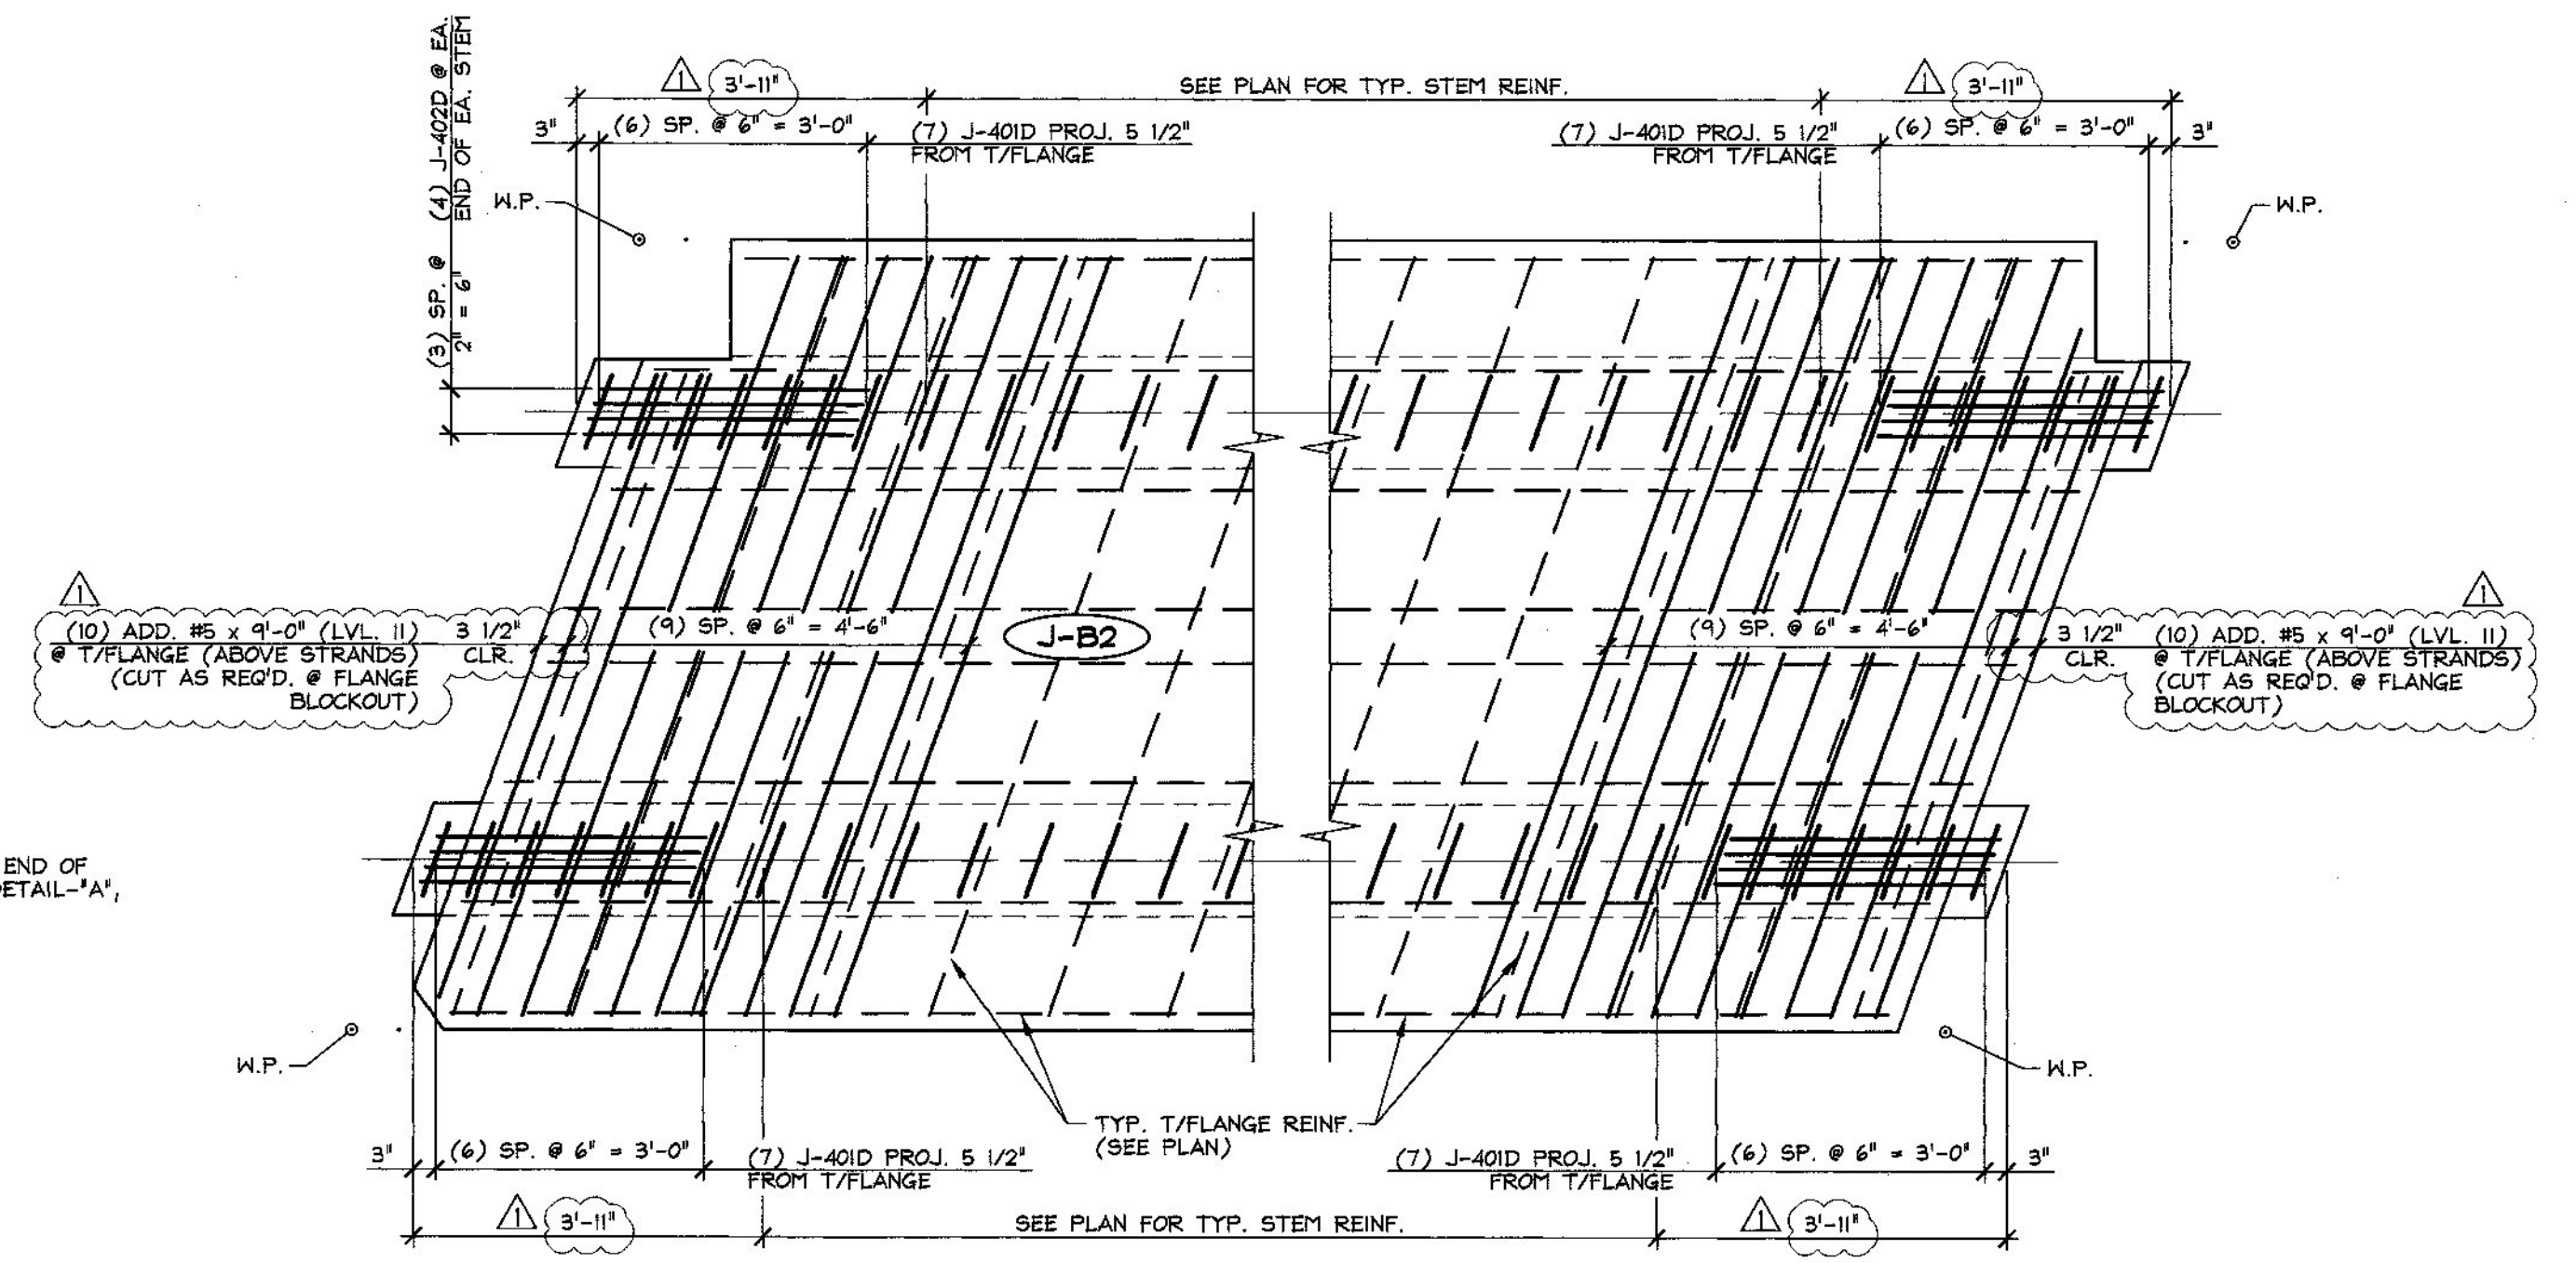 (3) SP. @
2" = 6"
(4) J-402D @ EA.
END OF EA. STEM
1
3'-11"
SEE PLAN FOR TYP. STEM REINF.
1
3'-11"
3"
(6) SP. @ 6" = 3'-0"
(7) J-401D PROJ. 5 1/2"
FROM T/FLANGE
(7) J-401D PROJ. 5 1/2"
FROM T/FLANGE
(6) SP. @ 6" = 3'-0"
3"
W.P.
W.P.
1
(10) ADD. #5 x 9'-0" (LVL. II)
@ T/FLANGE (ABOVE STRANDS)
(CUT AS REQ'D. @ FLANGE
BLOCKOUT)
3 1/2"
CLR.
(9) SP. @ 6" = 4'-6"
J-B2
(9) SP. @ 6" = 4'-6"
1
3 1/2"
CLR.
(10) ADD. #5 x 9'-0" (LVL. II)
@ T/FLANGE (ABOVE STRANDS)
(CUT AS REQ'D. @ FLANGE
BLOCKOUT)
END OF
DETAIL-"A",
W.P.
W.P.
TYP. T/FLANGE REINF.
(SEE PLAN)
3"
(6) SP. @ 6" = 3'-0"
(7) J-401D PROJ. 5 1/2"
FROM T/FLANGE
(7) J-401D PROJ. 5 1/2"
FROM T/FLANGE
(6) SP. @ 6" = 3'-0"
3"
1
3'-11"
SEE PLAN FOR TYP. STEM REINF.
1
3'-11"